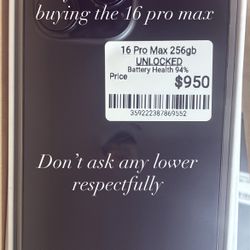 buying the 16 pro max
16 Pro Max 256gb
UNLOCKED
Battery Health 94%
Price
$950
359222387869552
Don't ask any lower
respectfully